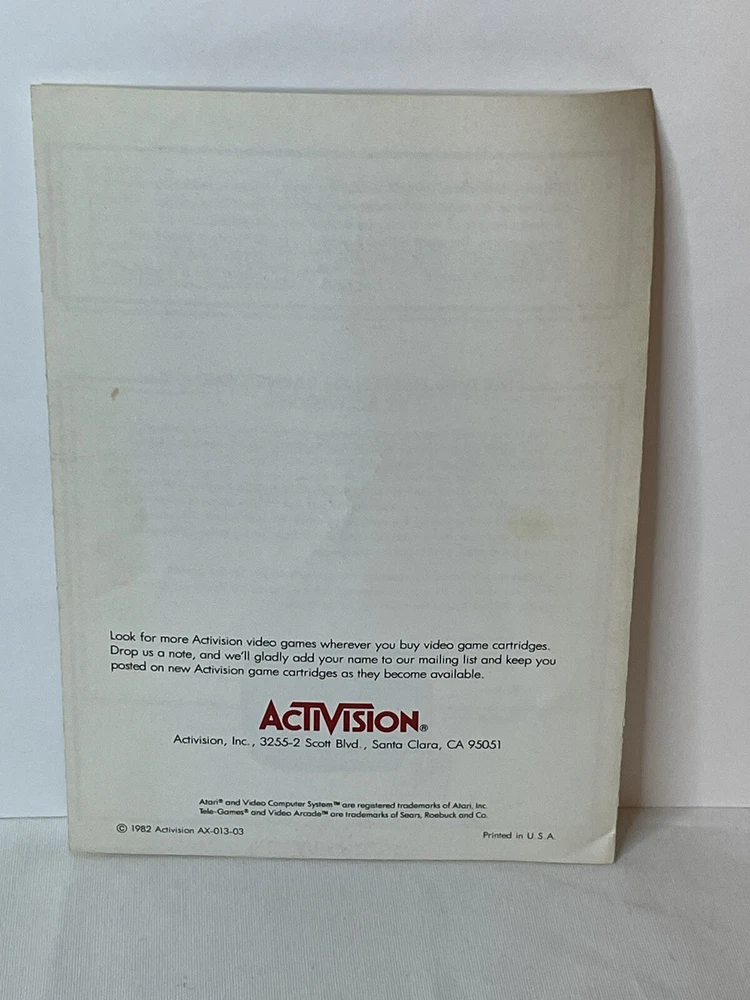 Look for more Activision video games wherever you buy video game cartridges.
Drop us a note, and we'll gladly add your name to our mailing list and keep you
posted on new Activision game cartridges as they become available.
ACTIVISION®
Activision, Inc., 3255-2 Scott Blvd., Santa Clara, CA 95051
Atari® and Video Computer System™ are registered trademarks of Atari, Inc.
Tele-Games® and Video Arcade™ are trademarks of Sears, Roebuck and Co.
© 1982 Activision AX-013-03
Printed in U.S.A.